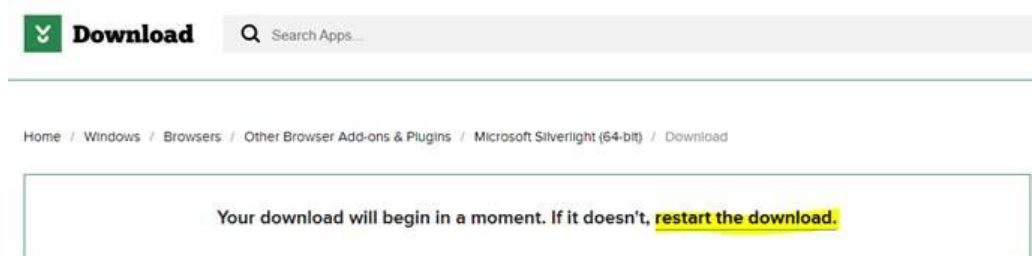 Download
Search Apps...
Home / Windows / Browsers / Other Browser Add-ons & Plugins / Microsoft Silverlight (64-bit) / Download
Your download will begin in a moment. If it doesn't, restart the download.